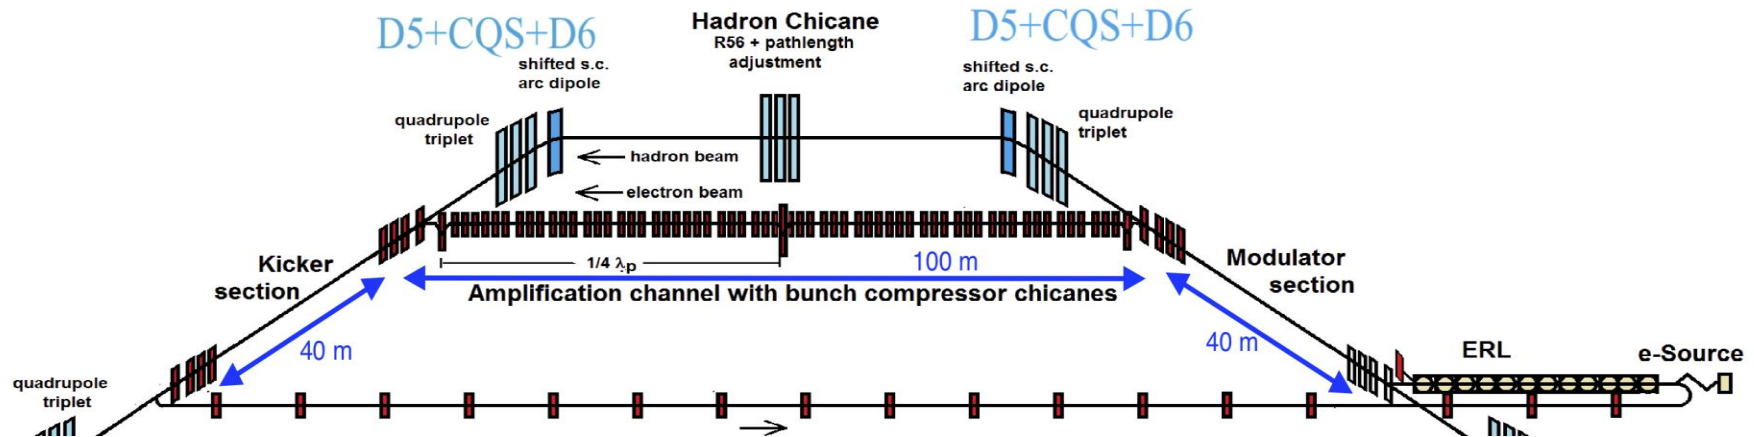 D5+CQS+D6
Hadron Chicane
R56 + pathlength
adjustment
D5+CQS+D6
shifted s.c.
arc dipole
shifted s.c.
arc dipole
quadrupole
triplet
quadrupole
triplet
hadron beam
electron beam
Kicker
section
1/4 λp
100 m
Modulator
section
Amplification channel with bunch compressor chicanes
40 m
40 m
ERL
e-Source
quadrupole
triplet